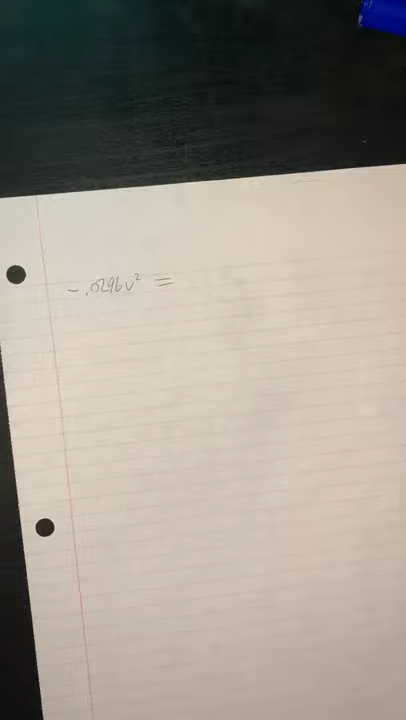 - .0296v² =